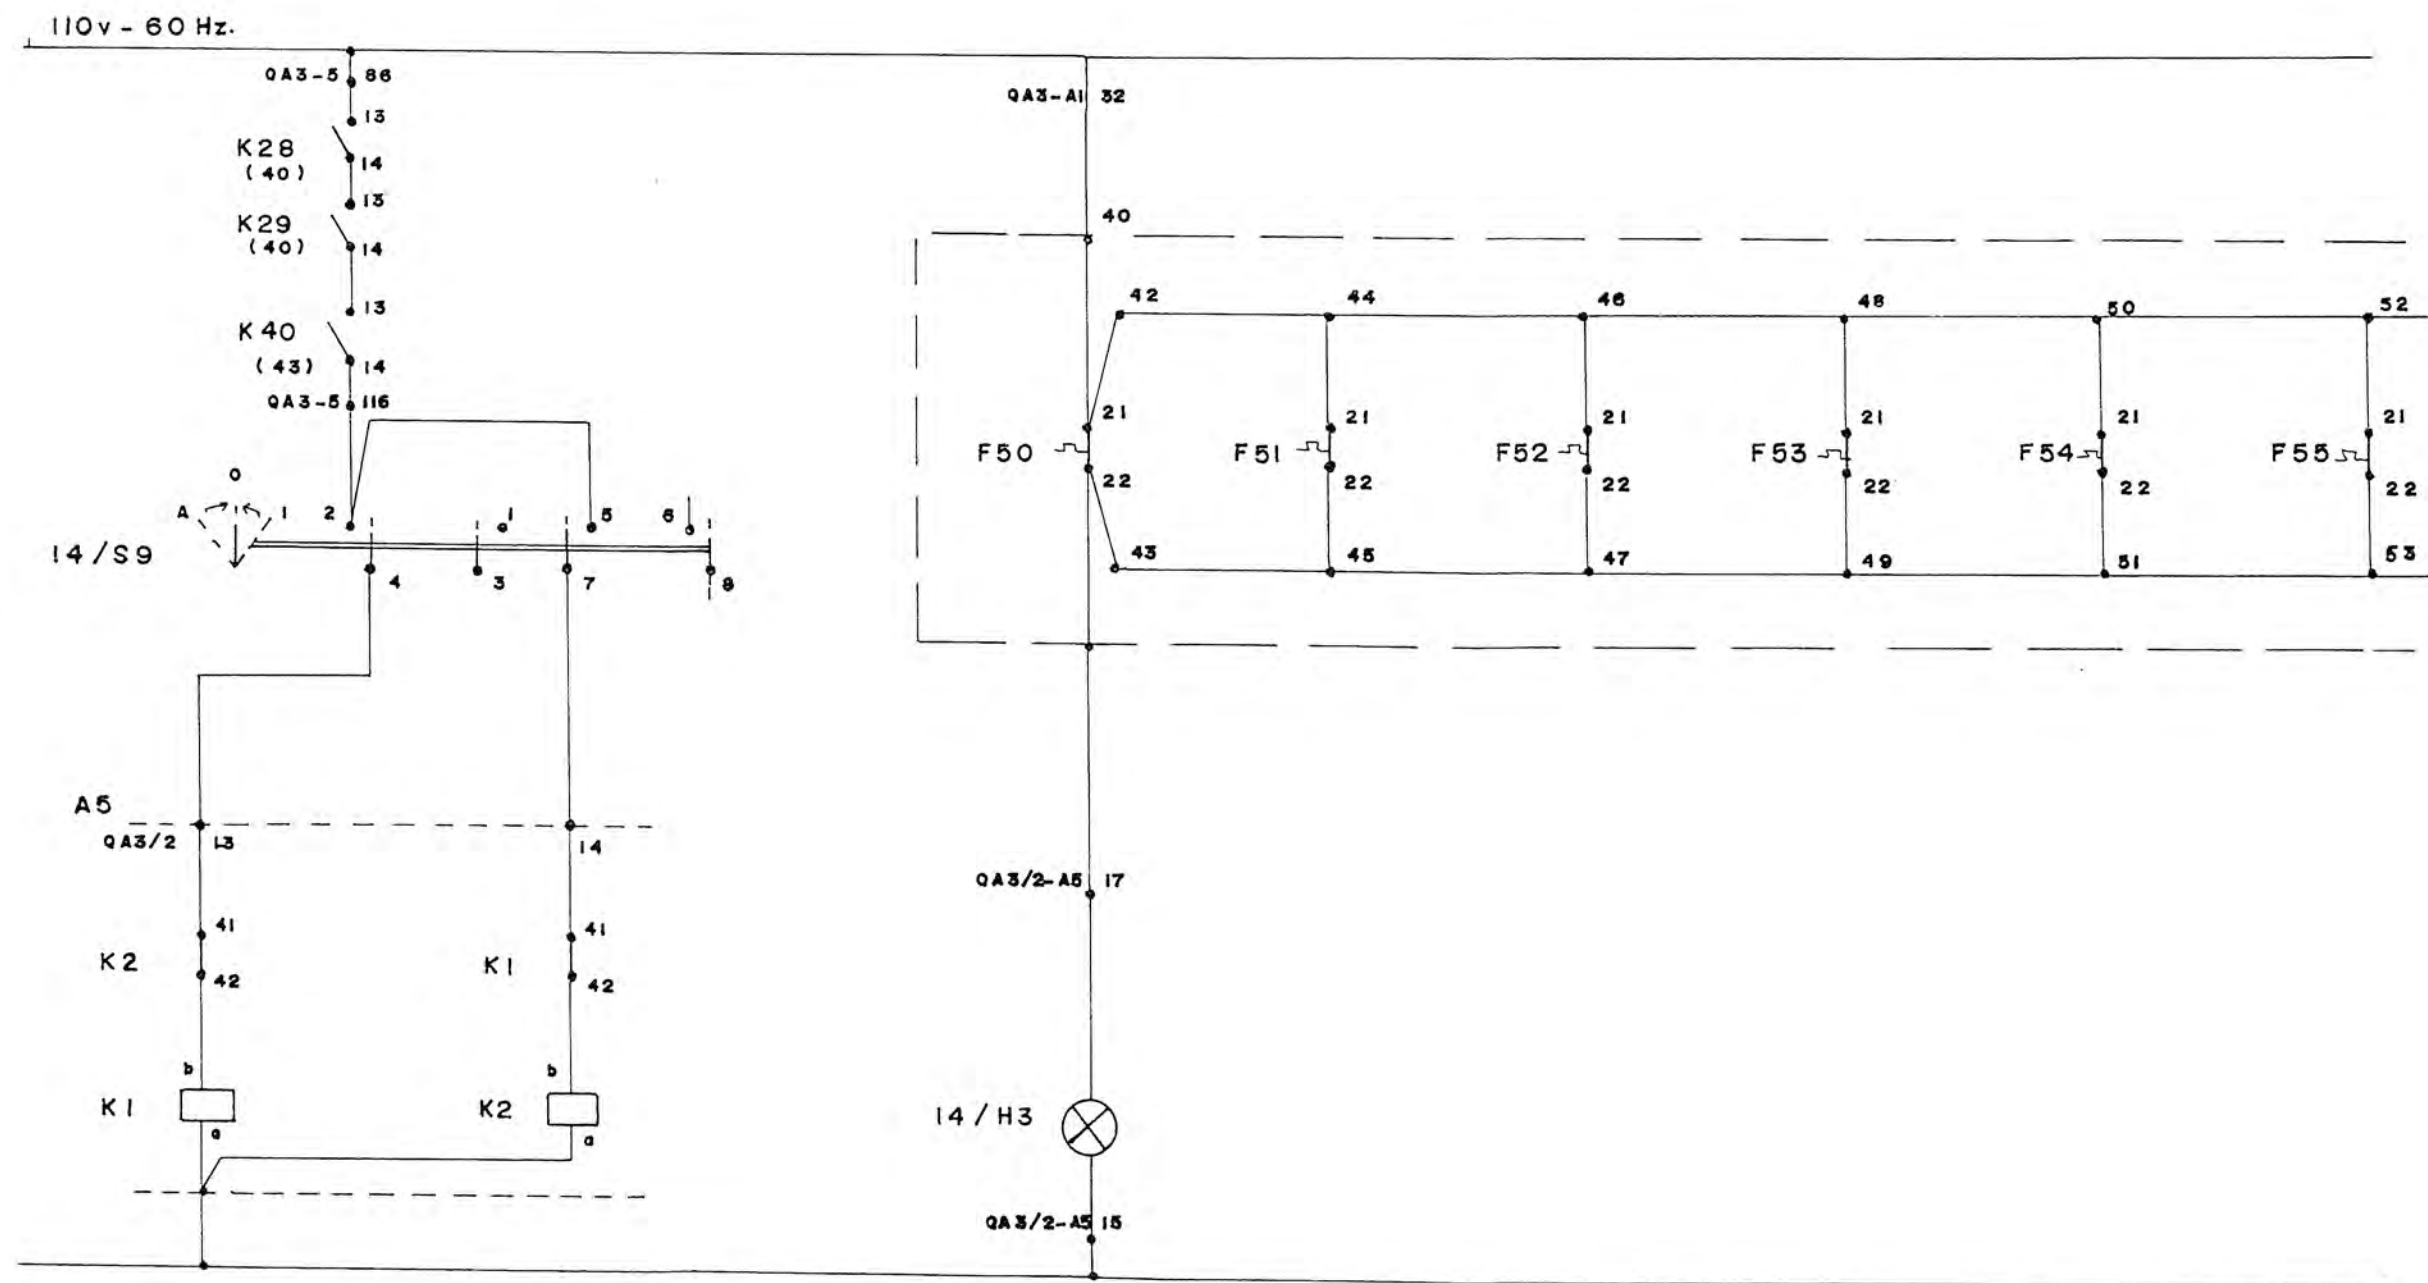 110v - 60 Hz.
QA3-5 86
13
K28
(40)
14
13
K29
(40)
14
13
K40
(43)
14
QA3-5 116
O
A 1 2 1 5 6
14/S9
4 3 7 8
A5
QA3/2 13 14
41 41
K2 K1
42 42
b b
K1 K2
a a
QA3-A1 32
40
42 44 46 48 50 52
21 21 21 21 21 21
F50 F51 F52 F53 F54 F55
22 22 22 22 22 22
43 45 47 49 51 53
QA3/2-A5 17
14/H3
QA3/2-A5 15